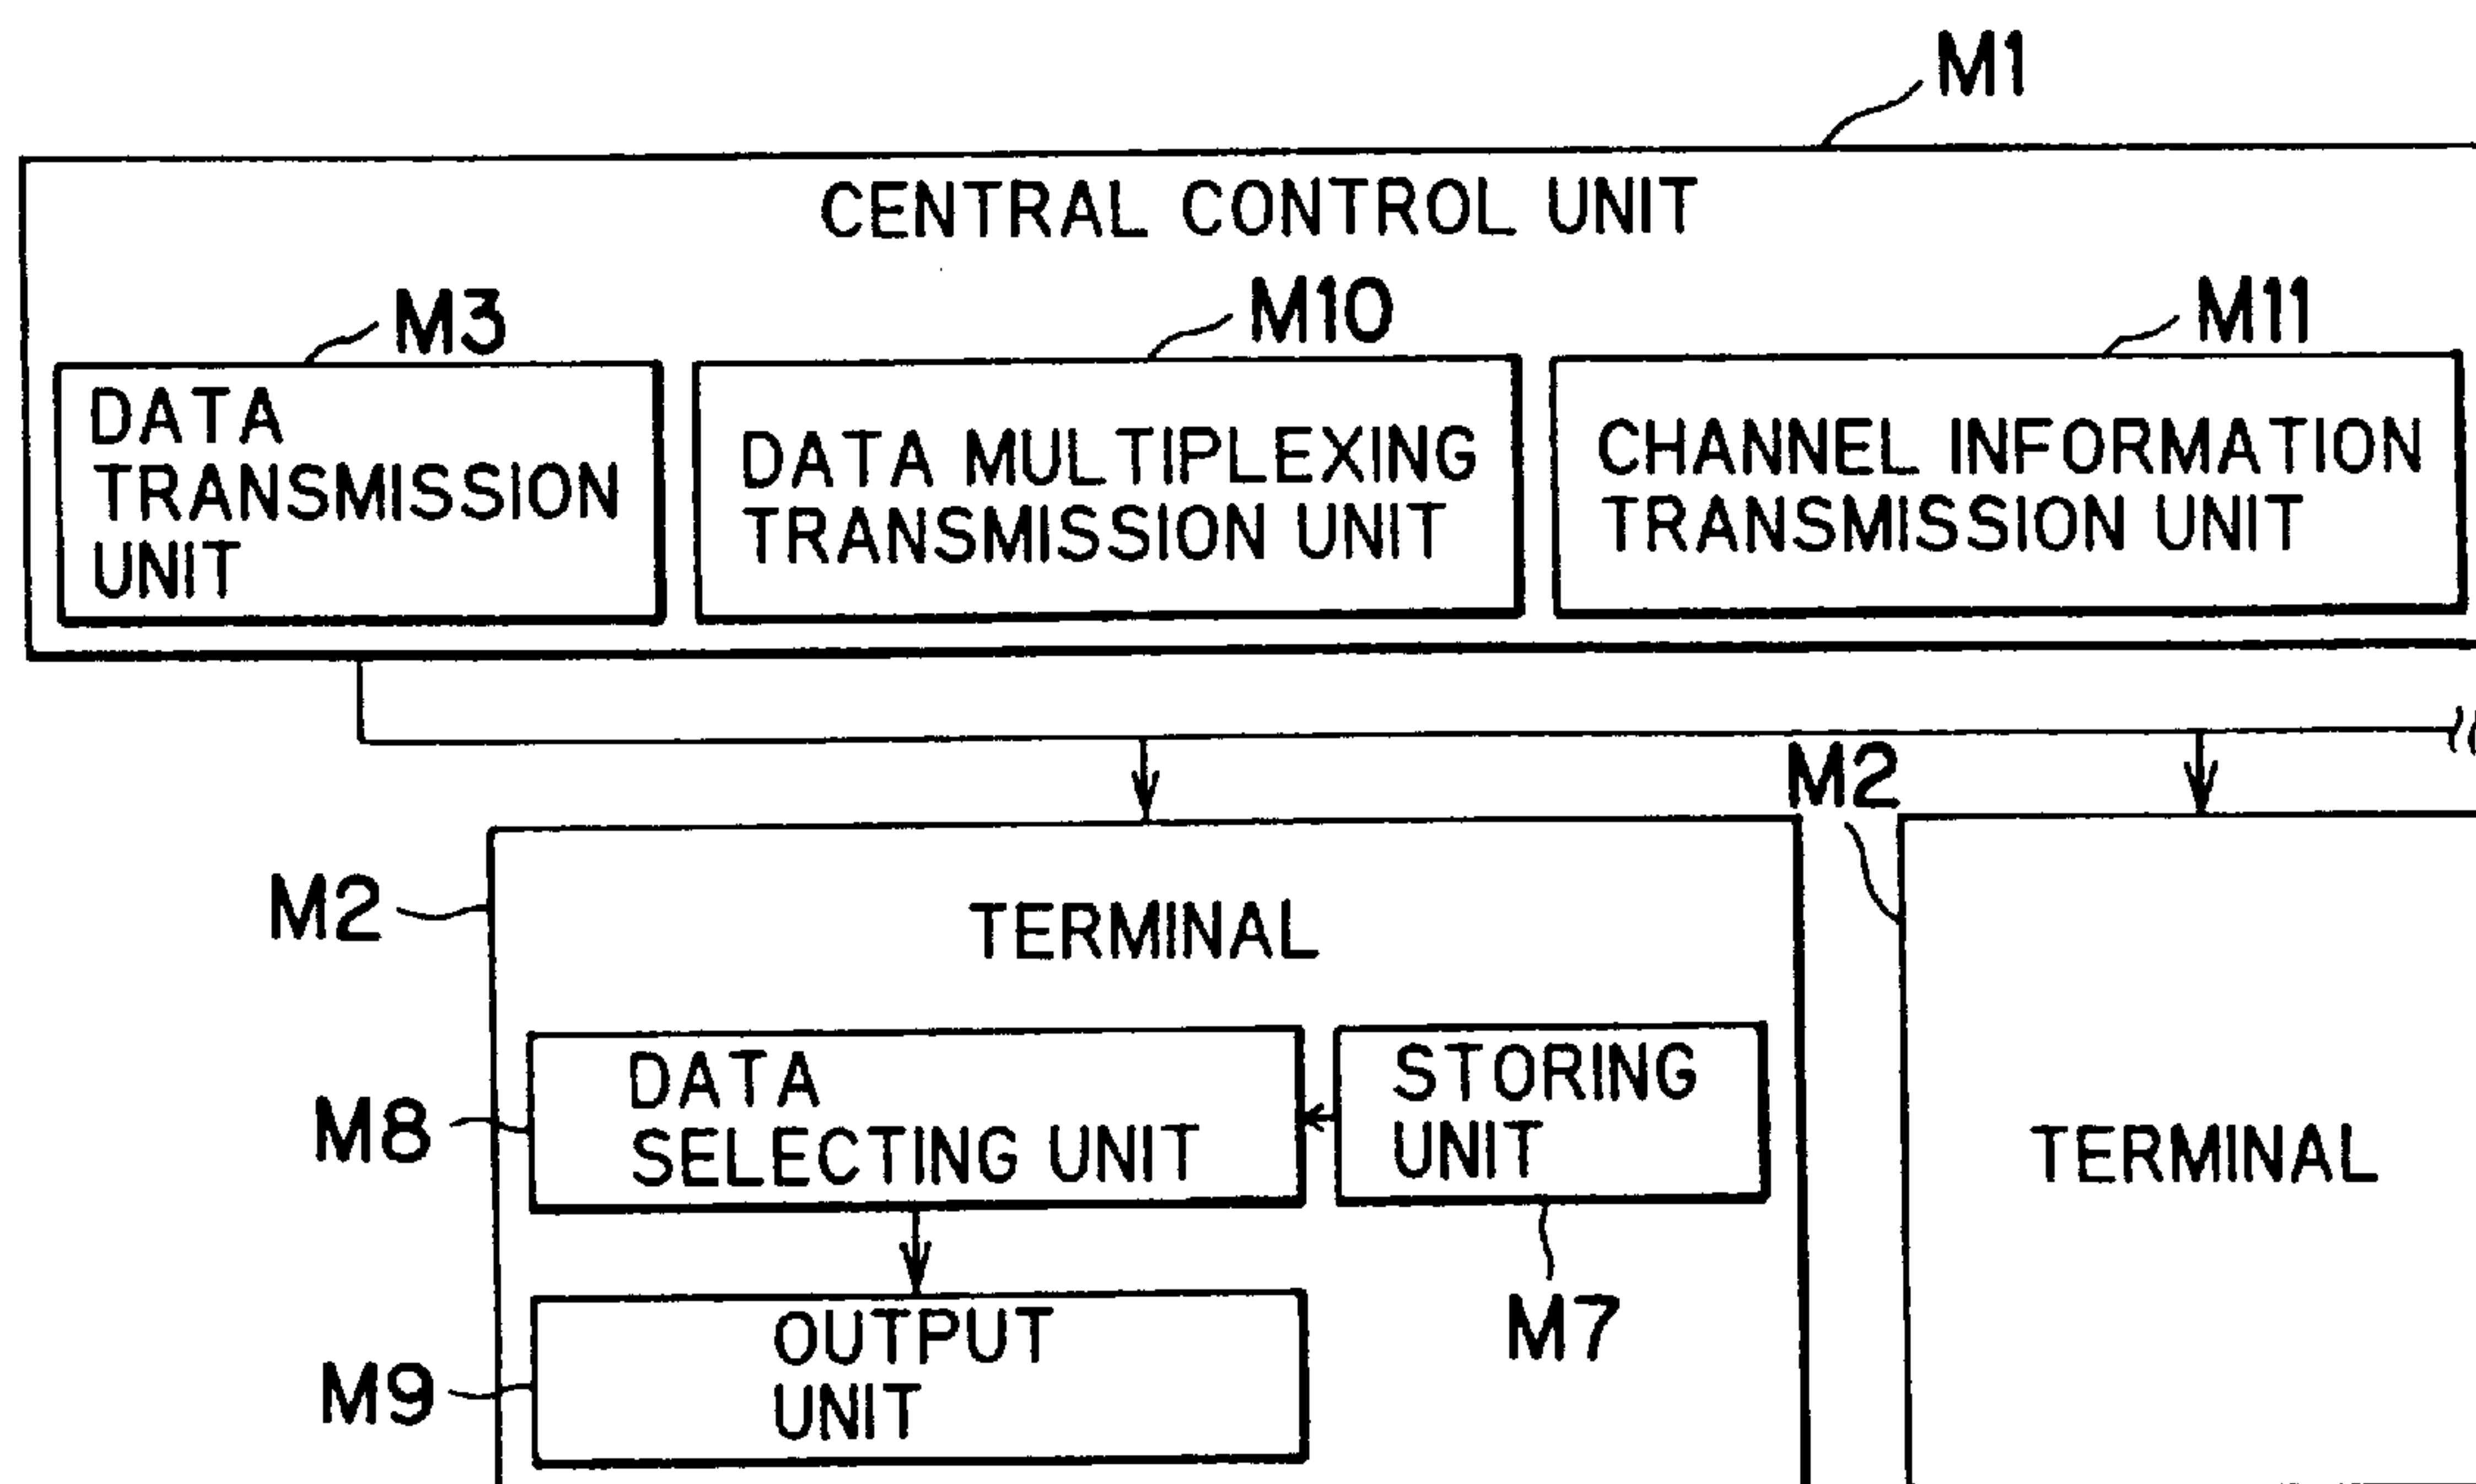 M1
CENTRAL CONTROL UNIT
M3
M10
M11
DATA
TRANSMISSION
UNIT
DATA MULTIPLEXING
TRANSMISSION UNIT
CHANNEL INFORMATION
TRANSMISSION UNIT
M2
M2
TERMINAL
DATA
SELECTING UNIT
STORING
UNIT
M8
TERMINAL
M7
OUTPUT
UNIT
M9